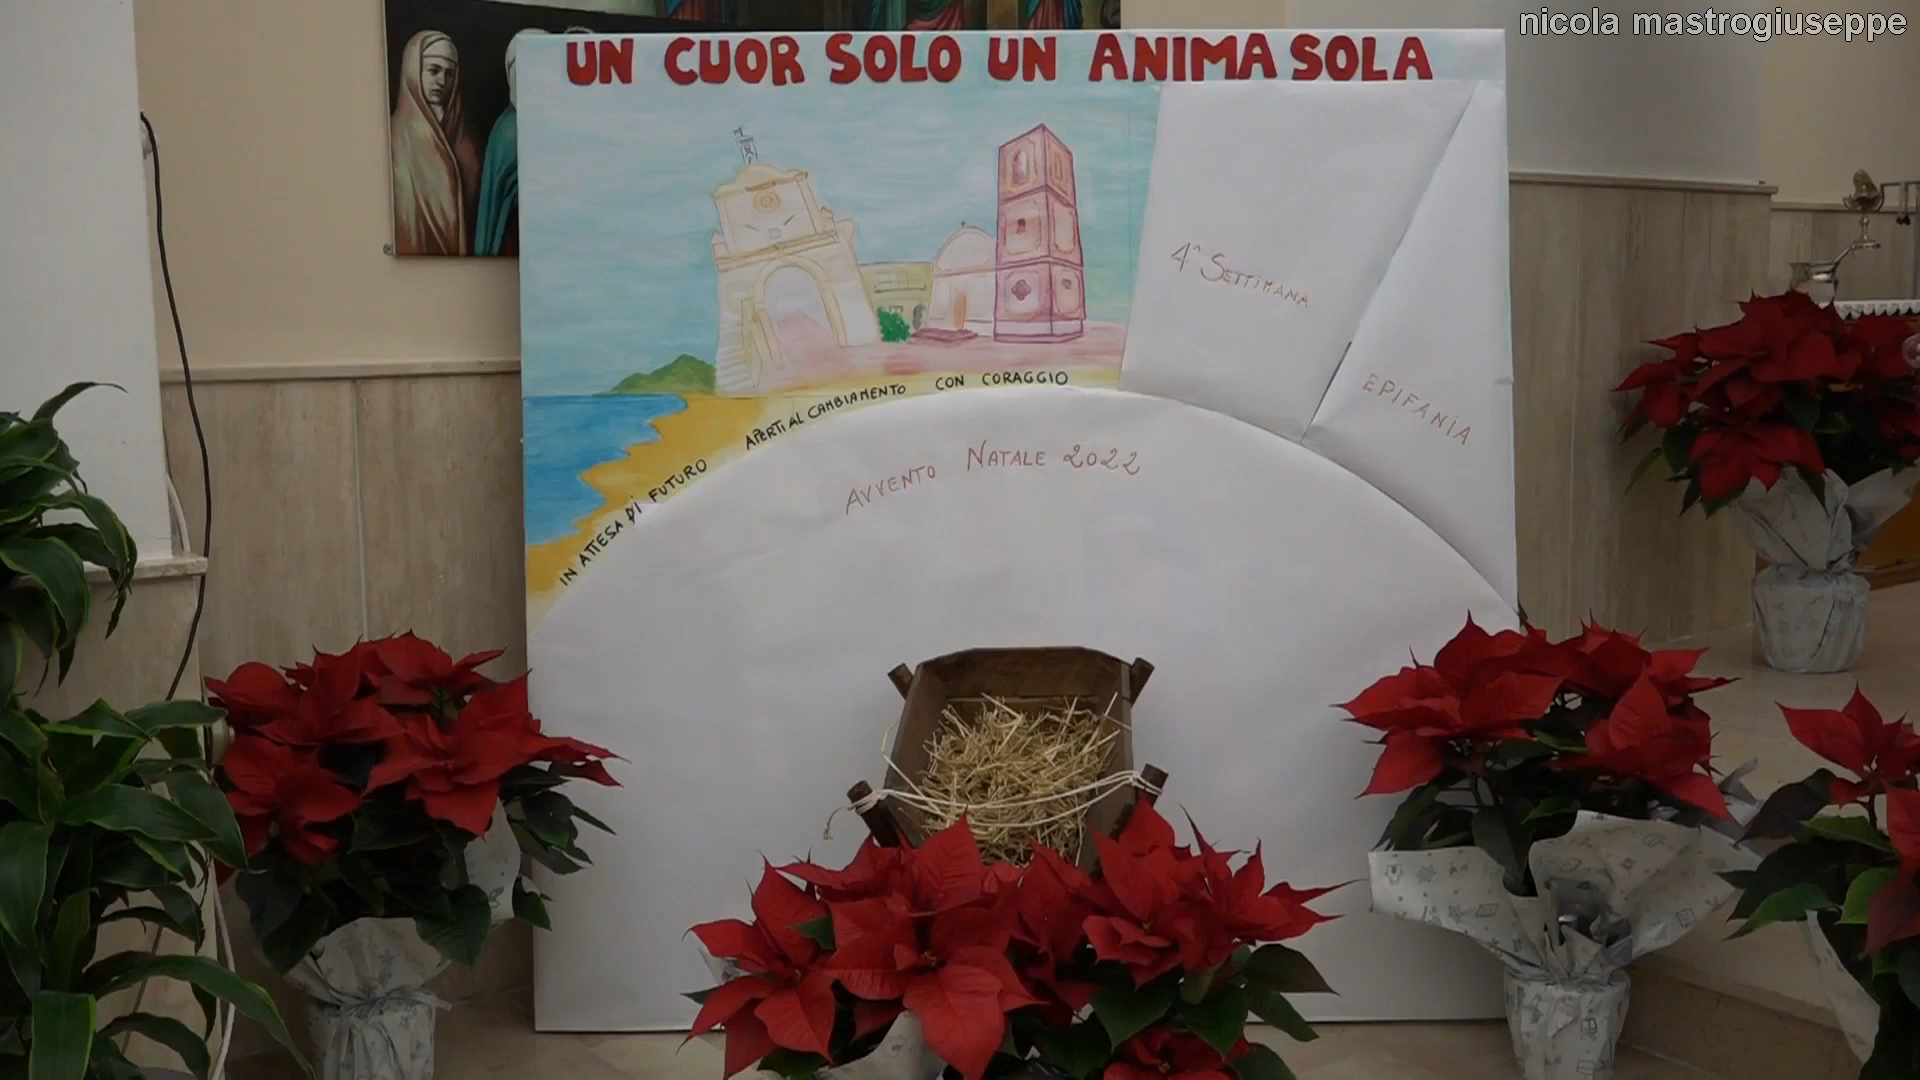 nicola mastrogiuseppe
UN CUOR SOLO UN ANIMA SOLA
4^ SETTIMANA
EPIFANIA
IN ATTESA DI FUTURO APERTI AL CAMBIAMENTO CON CORAGGIO
AVVENTO NATALE 2022